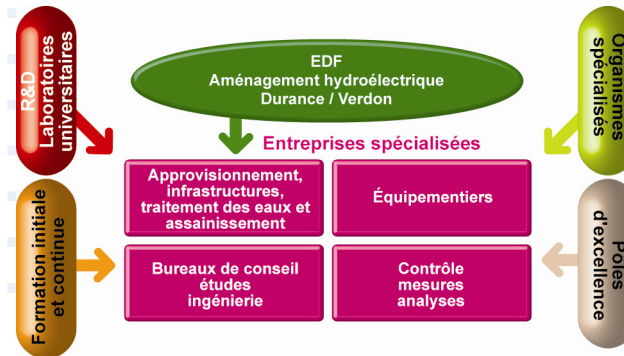 R&D
Laboratoires
universitaires
EDF
Aménagement hydroélectrique
Durance / Verdon
Organismes
spécialisés
Entreprises spécialisées
Approvisionnement,
infrastructures,
traitement des eaux et
assainissement
Équipementiers
Formation initiale
et continue
Bureaux de conseil
études
ingénierie
Contrôle
mesures
analyses
Poles
d'excellence